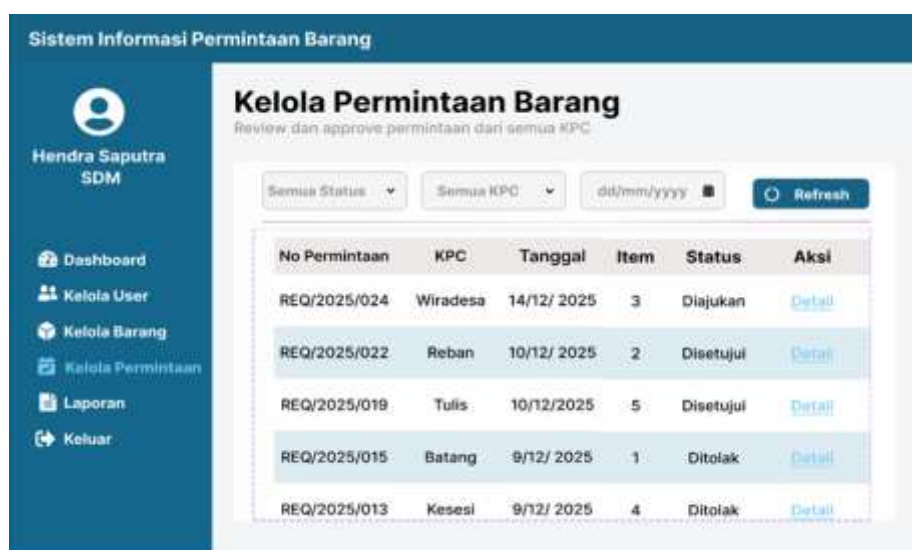 Sistem Informasi Permintaan Barang
Hendra Saputra
SDM
Dashboard
Kelola User
Kelola Barang
Kelola Permintaan
Laporan
Keluar
Kelola Permintaan Barang
Review dan approve permintaan dari semua KPC
Semua Status Semua KPC dd/mm/yyyy Refresh
No Permintaan KPC Tanggal Item Status Aksi
REQ/2025/024 Wiradesa 14/12/ 2025 3 Diajukan Detail
REQ/2025/022 Reban 10/12/ 2025 2 Disetujui Detail
REQ/2025/019 Tulis 10/12/2025 5 Disetujui Detail
REQ/2025/015 Batang 9/12/ 2025 1 Ditolak Detail
REQ/2025/013 Kesesi 9/12/ 2025 4 Ditolak Detail